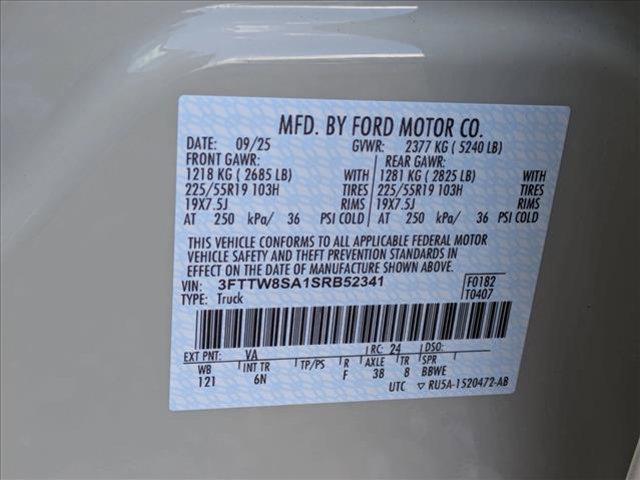 MFD. BY FORD MOTOR CO.
DATE: 09/25 GVWR: 2377 KG ( 5240 LB)
FRONT GAWR: REAR GAWR:
1218 KG ( 2685 LB) WITH 1281 KG ( 2825 LB) WITH
225/55R19 103H TIRES 225/55R19 103H TIRES
19X7.5J RIMS 19X7.5J RIMS
AT 250 kPa/ 36 PSI COLD AT 250 kPa/ 36 PSI COLD
THIS VEHICLE CONFORMS TO ALL APPLICABLE FEDERAL MOTOR
VEHICLE SAFETY AND THEFT PREVENTION STANDARDS IN
EFFECT ON THE DATE OF MANUFACTURE SHOWN ABOVE.
VIN: 3FTTW8SA1SRB52341 F0182
TYPE: Truck T0407
EXT PNT: VA RC: 24 DSO:
WB INT TR TP/PS R AXLE TR SPR
121 6N F 38 8 BBWE
UTC ▽ RU5A-1520472-AB